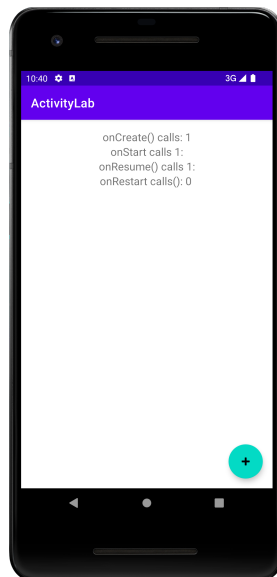 10:40
3G
ActivityLab
onCreate() calls: 1
onStart calls 1:
onResume() calls 1:
onRestart calls(): 0
+